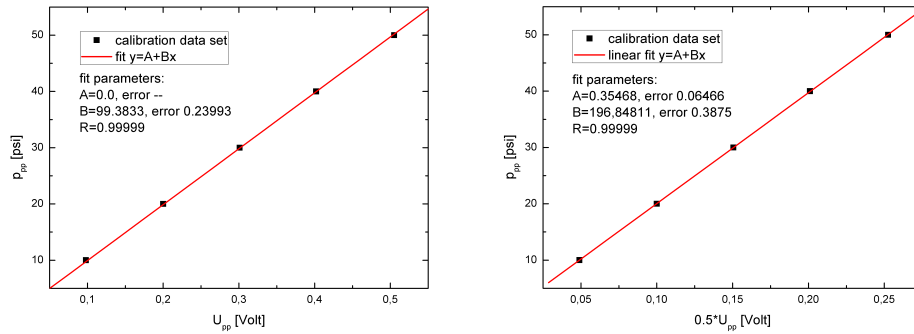 calibration data set
fit y=A+Bx
fit parameters:
A=0.0, error --
B=99.3833, error 0.23993
R=0.99999
50
40
30
20
10
p_pp [psi]
0,1 0,2 0,3 0,4 0,5
U_pp [Volt]
calibration data set
linear fit y=A+Bx
fit parameters:
A=0.35468, error 0.06466
B=196,84811, error 0.3875
R=0.99999
50
40
30
20
10
p_pp [psi]
0,05 0,10 0,15 0,20 0,25
0.5*U_pp [Volt]